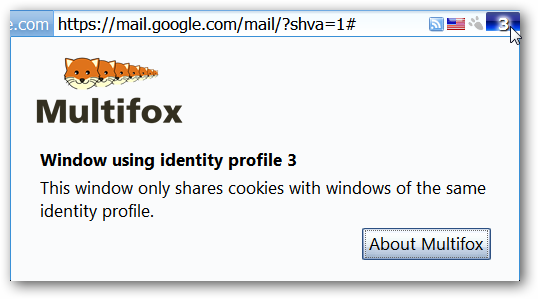 e.com https://mail.google.com/mail/?shva=1# 3
Multifox
Window using identity profile 3
This window only shares cookies with windows of the same
identity profile.
About Multifox